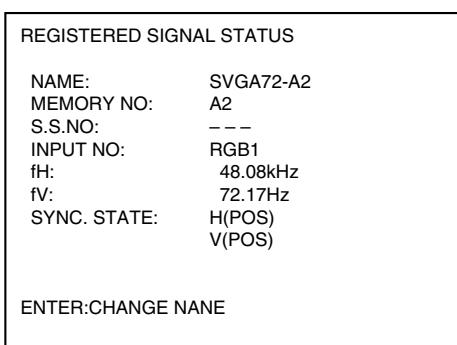 REGISTERED SIGNAL STATUS
NAME: SVGA72-A2
MEMORY NO: A2
S.S.NO: – – –
INPUT NO: RGB1
fH: 48.08kHz
fV: 72.17Hz
SYNC. STATE: H(POS)
V(POS)
ENTER:CHANGE NANE